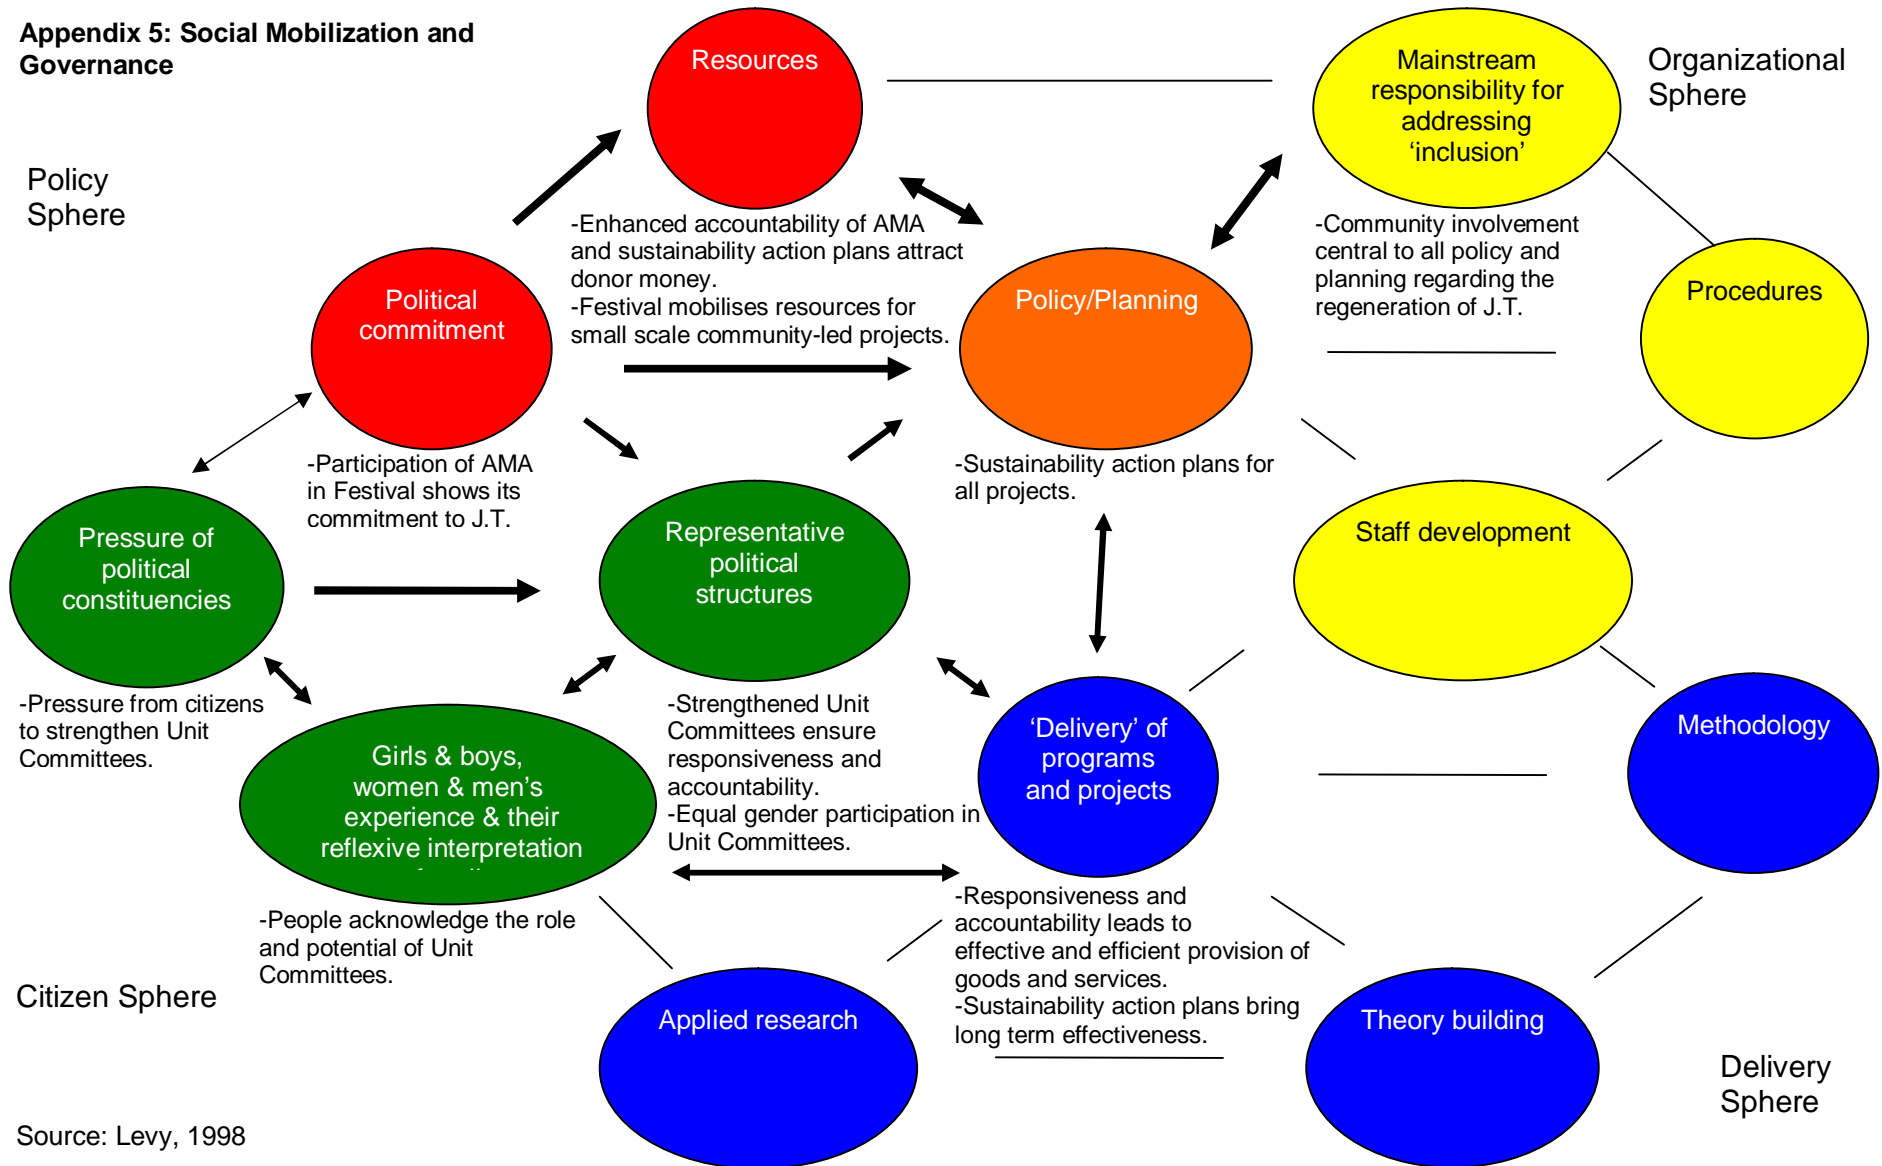 Appendix 5: Social Mobilization and
Governance
Policy
Sphere
Resources
Mainstream
responsibility for
addressing
‘inclusion’
Organizational
Sphere
-Enhanced accountability of AMA
and sustainability action plans attract
donor money.
-Festival mobilises resources for
small scale community-led projects.
-Community involvement
central to all policy and
planning regarding the
regeneration of J.T.
Political
commitment
Policy/Planning
Procedures
-Participation of AMA
in Festival shows its
commitment to J.T.
-Sustainability action plans for
all projects.
Pressure of
political
constituencies
Representative
political
structures
Staff development
-Pressure from citizens
to strengthen Unit
Committees.
-Strengthened Unit
Committees ensure
responsiveness and
accountability.
-Equal gender participation in
Unit Committees.
Girls & boys,
women & men’s
experience & their
reflexive interpretation
‘Delivery’ of
programs
and projects
Methodology
-People acknowledge the role
and potential of Unit
Committees.
-Responsiveness and
accountability leads to
effective and efficient provision of
goods and services.
-Sustainability action plans bring
long term effectiveness.
Citizen Sphere
Applied research
Theory building
Delivery
Sphere
Source: Levy, 1998